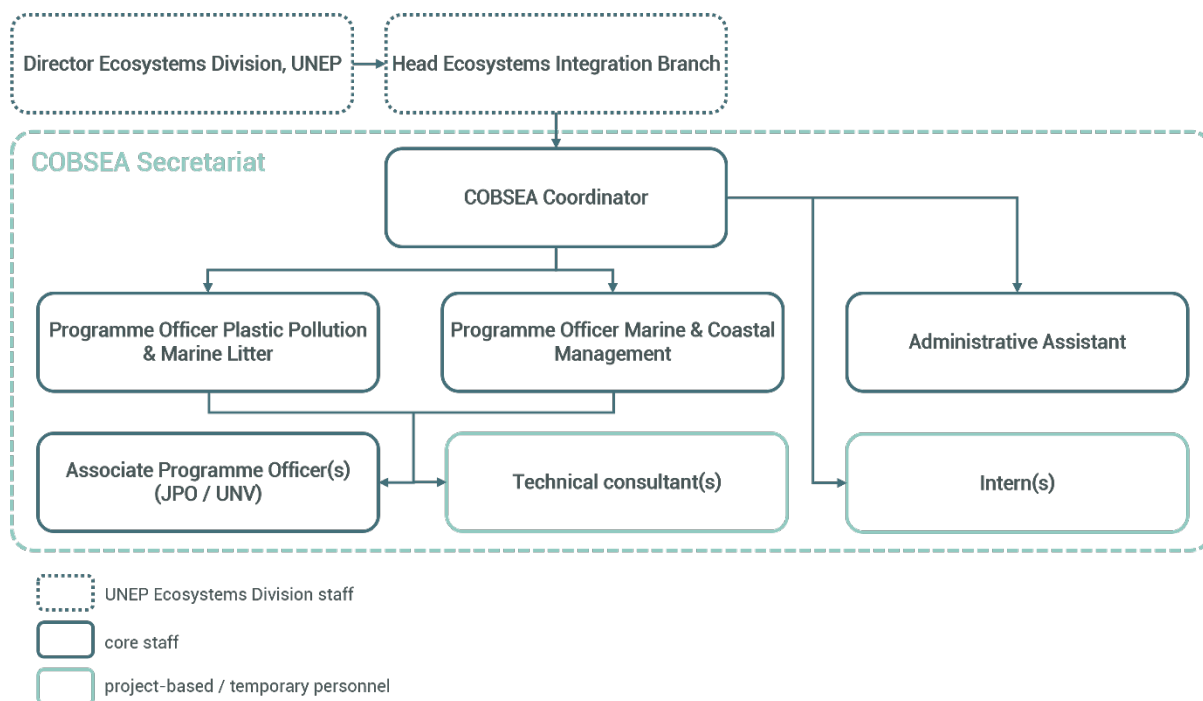 Director Ecosystems Division, UNEP
Head Ecosystems Integration Branch
COBSEA Secretariat
COBSEA Coordinator
Programme Officer Plastic Pollution
& Marine Litter
Programme Officer Marine & Coastal
Management
Administrative Assistant
Associate Programme Officer(s)
(JPO / UNV)
Technical consultant(s)
Intern(s)
UNEP Ecosystems Division staff
core staff
project-based / temporary personnel